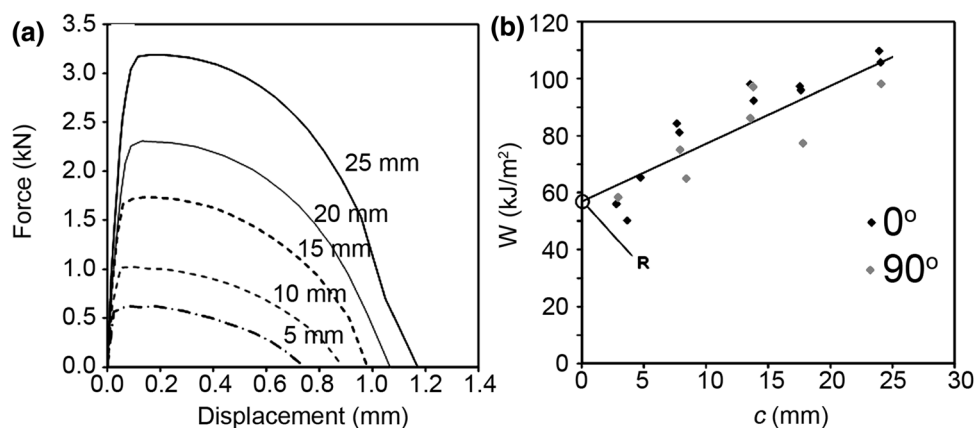 (a)
3.5
3.0
2.5
2.0
1.5
1.0
0.5
0.0
Force (kN)
25 mm
20 mm
15 mm
10 mm
5 mm
0.0 0.2 0.4 0.6 0.8 1.0 1.2 1.4
Displacement (mm)
(b)
120
100
80
60
40
20
0
W (kJ/m²)
R
0°
90°
0 5 10 15 20 25 30
c (mm)